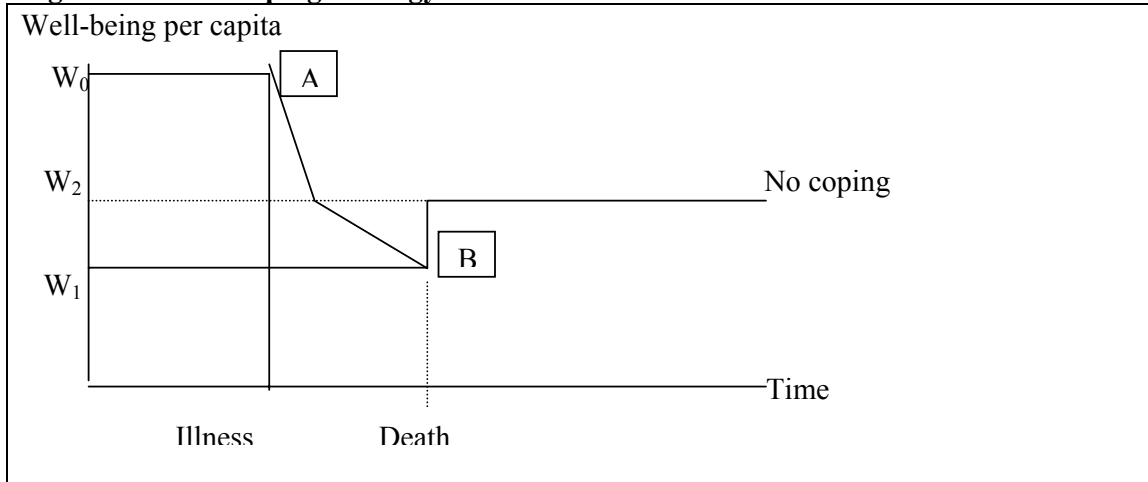 Well-being per capita
W₀
A
W₂
No coping
B
W₁
Time
Illness
Death